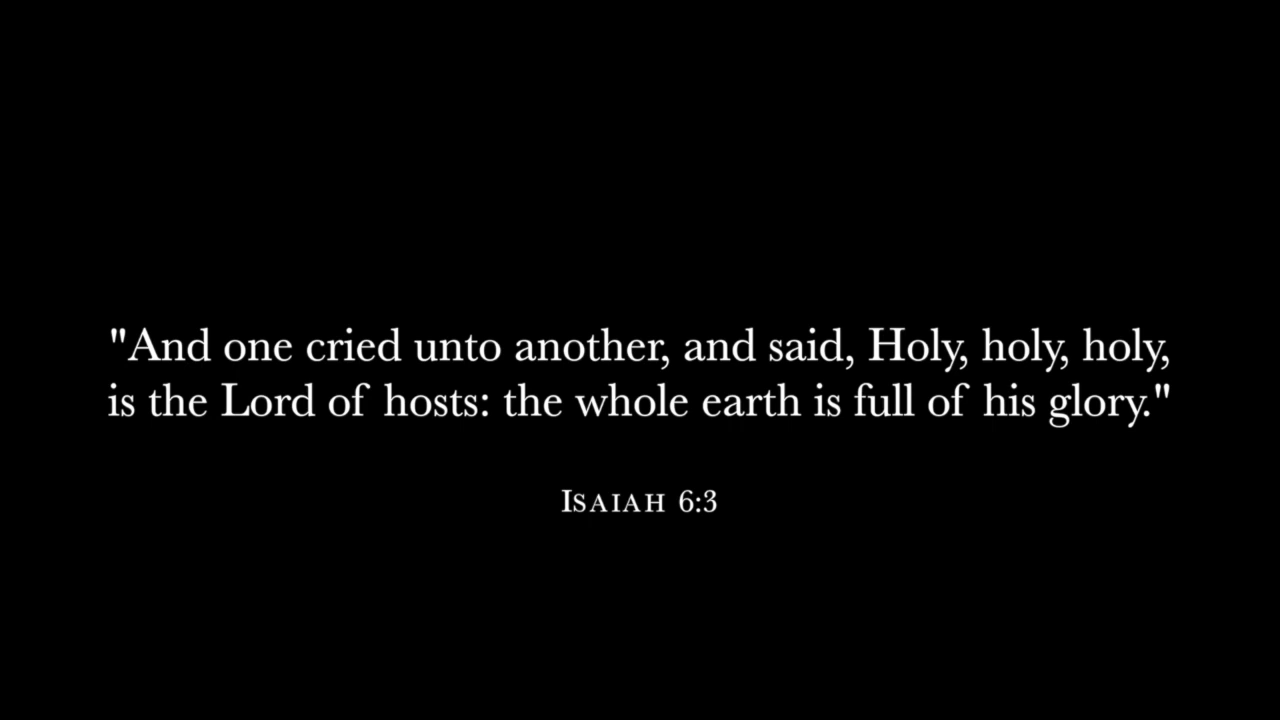 "And one cried unto another, and said, Holy, holy, holy,
is the Lord of hosts: the whole earth is full of his glory."
Isaiah 6:3